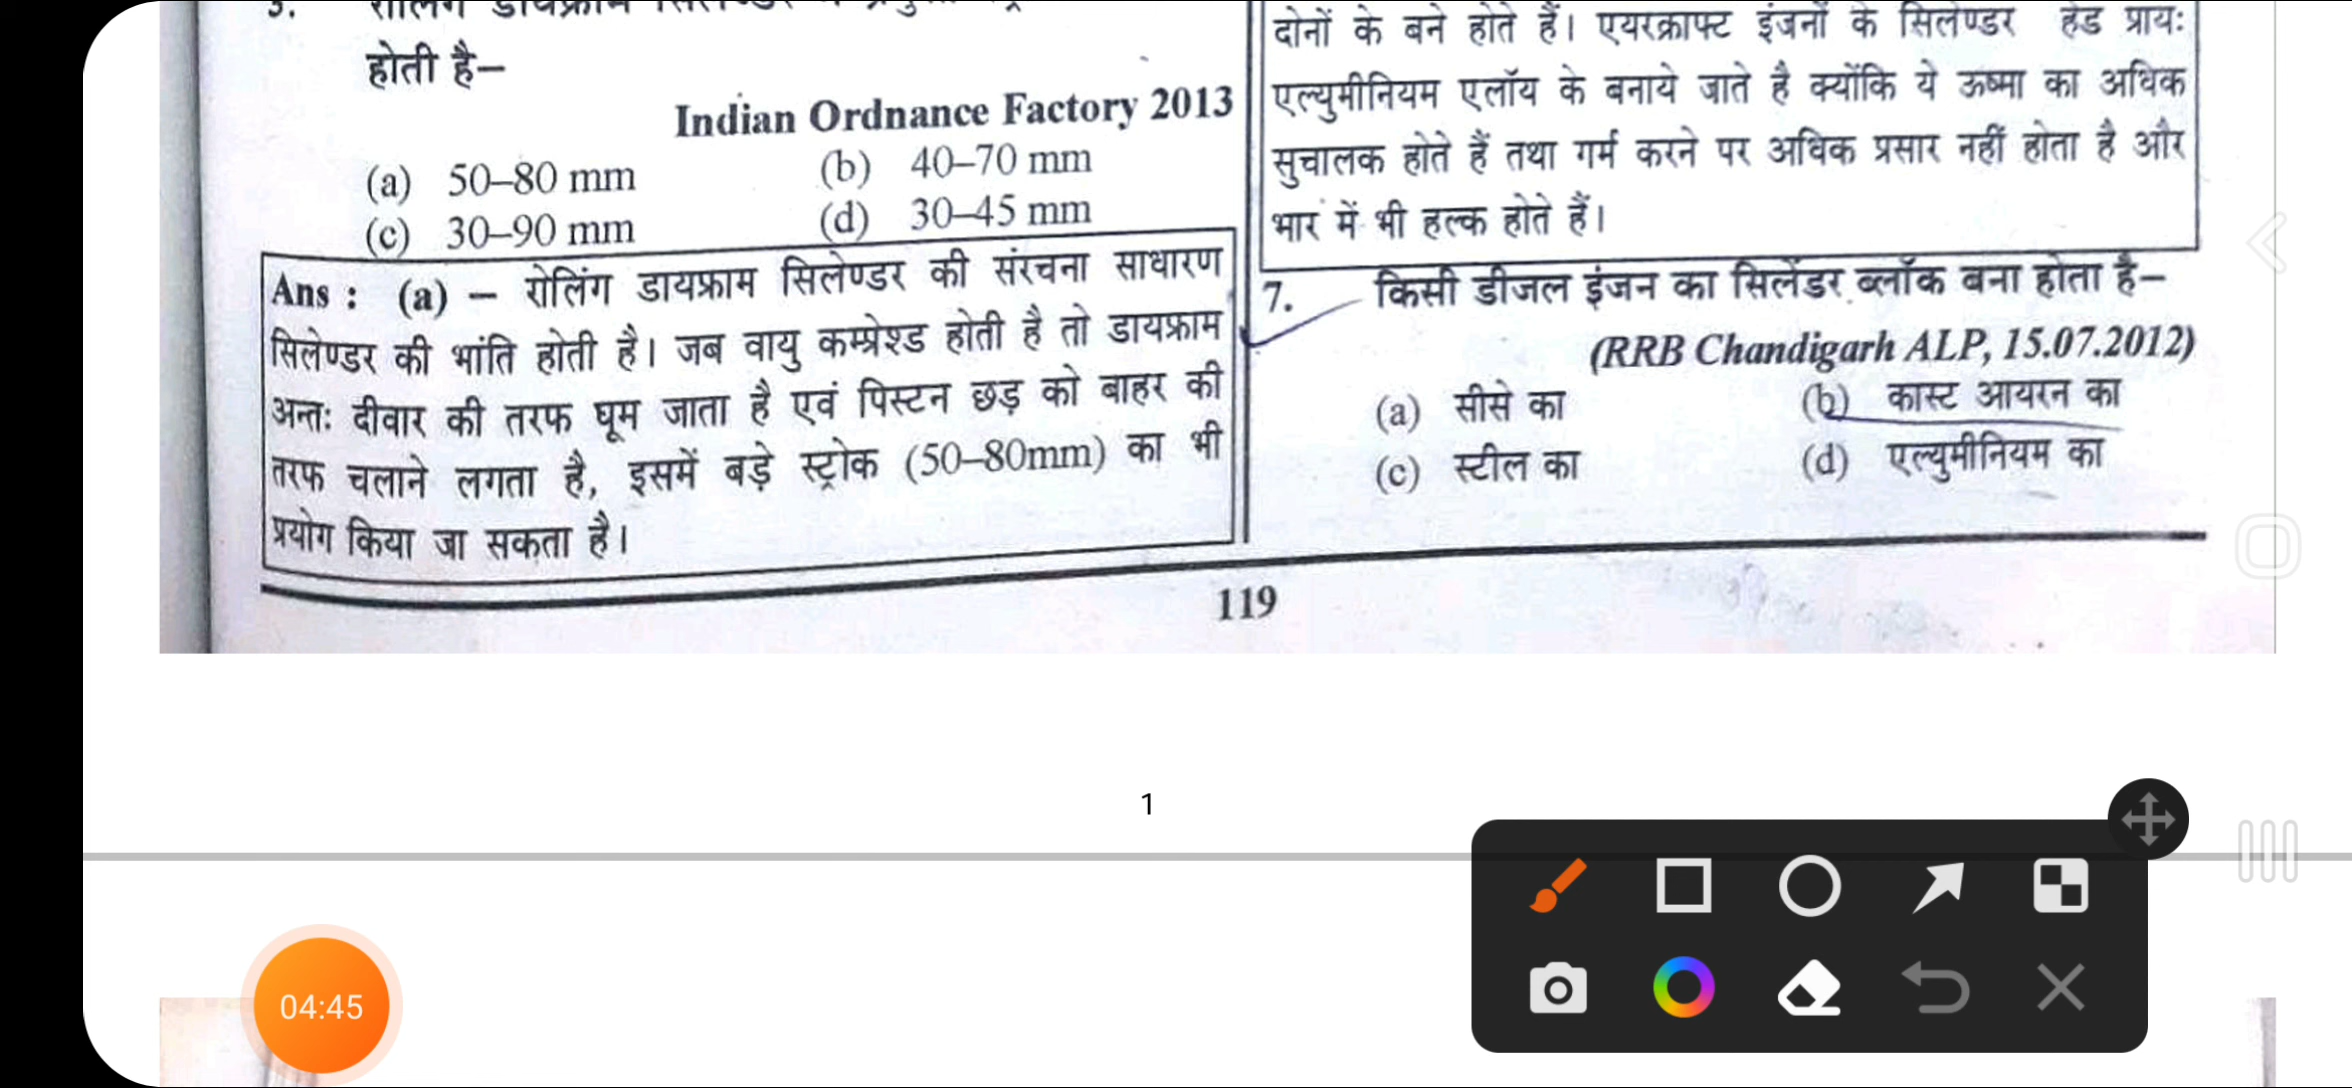 होती है–
Indian Ordnance Factory 2013
(a) 50–80 mm (b) 40–70 mm
(c) 30–90 mm (d) 30–45 mm
Ans : (a) – रोलिंग डायफ्राम सिलेण्डर की संरचना साधारण
सिलेण्डर की भांति होती है। जब वायु कम्प्रेश्ड होती है तो डायफ्राम
अन्तः दीवार की तरफ घूम जाता है एवं पिस्टन छड़ को बाहर की
तरफ चलाने लगता है, इसमें बड़े स्ट्रोक (50–80mm) का भी
प्रयोग किया जा सकता है।
दोनों के बने होते हैं। एयरक्राफ्ट इंजनों के सिलेण्डर हेड प्रायः
एल्युमीनियम एलॉय के बनाये जाते है क्योंकि ये ऊष्मा का अधिक
सुचालक होते हैं तथा गर्म करने पर अधिक प्रसार नहीं होता है और
भार में भी हल्क होते हैं।
7. किसी डीजल इंजन का सिलेंडर ब्लॉक बना होता है–
(RRB Chandigarh ALP, 15.07.2012)
(a) सीसे का (b) कास्ट आयरन का
(c) स्टील का (d) एल्युमीनियम का
119
1
04:45